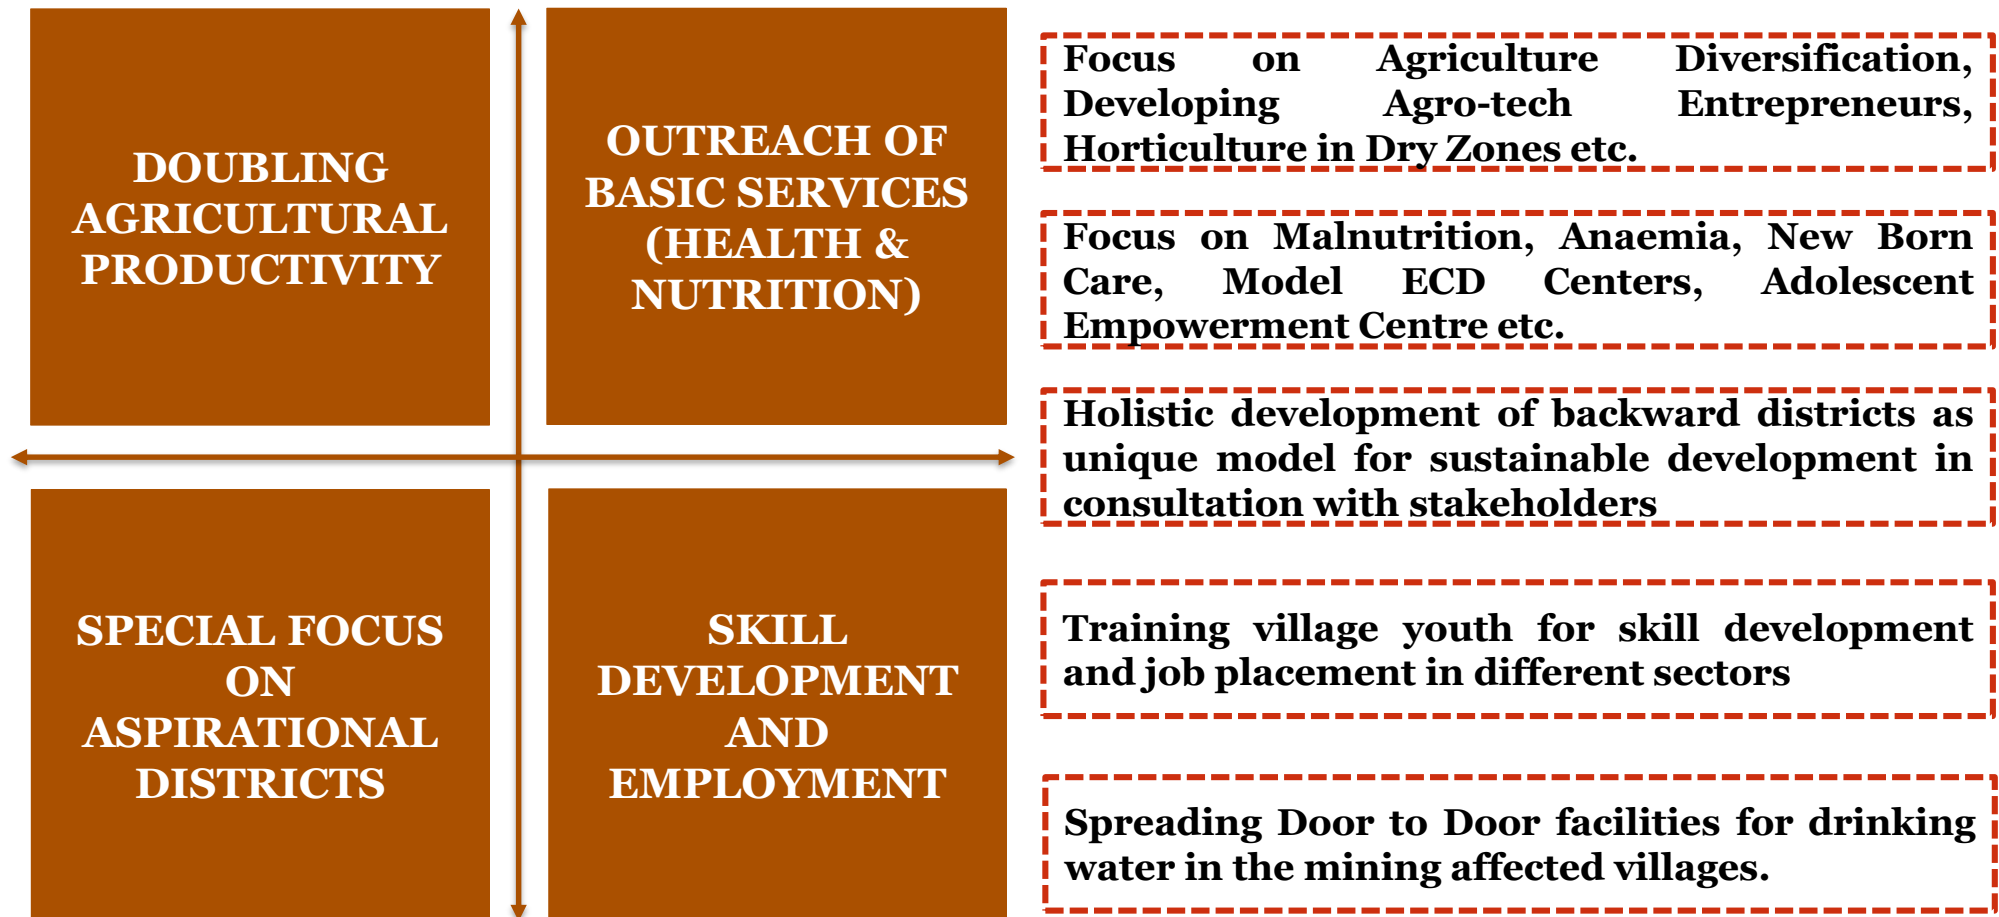 DOUBLING
AGRICULTURAL
PRODUCTIVITY
OUTREACH OF
BASIC SERVICES
(HEALTH &
NUTRITION)
SPECIAL FOCUS
ON
ASPIRATIONAL
DISTRICTS
SKILL
DEVELOPMENT
AND
EMPLOYMENT
Focus on Agriculture Diversification,
Developing Agro-tech Entrepreneurs,
Horticulture in Dry Zones etc.
Focus on Malnutrition, Anaemia, New Born
Care, Model ECD Centers, Adolescent
Empowerment Centre etc.
Holistic development of backward districts as
unique model for sustainable development in
consultation with stakeholders
Training village youth for skill development
and job placement in different sectors
Spreading Door to Door facilities for drinking
water in the mining affected villages.